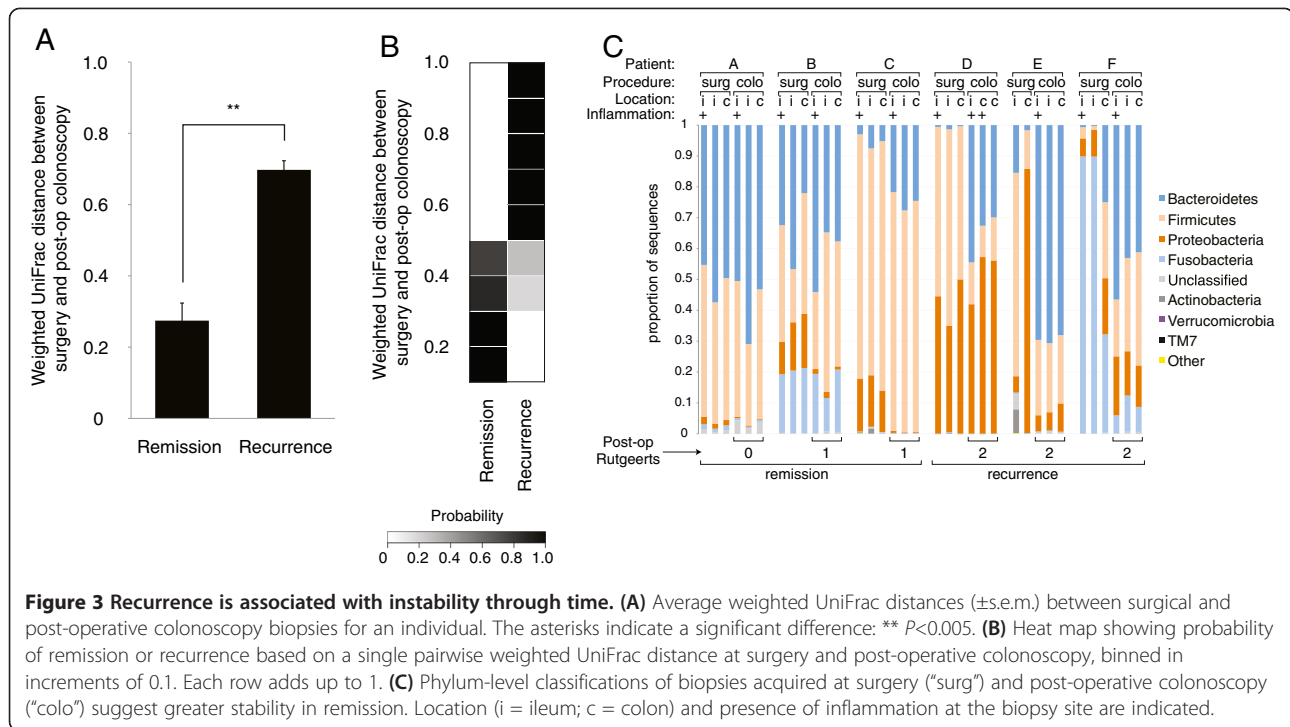 A
Weighted UniFrac distance between
surgery and post-op colonoscopy
1.0
0.8
0.6
0.4
0.2
0
**
Remission
Recurrence
B
Weighted UniFrac distance between
surgery and post-op colonoscopy
1.0
0.8
0.6
0.4
0.2
Remission
Recurrence
Probability
0 0.2 0.4 0.6 0.8 1.0
C
Patient: A B C D E F
Procedure: surg colo surg colo surg colo surg colo surg colo surg colo
Location: i i c i i c i i c i i c i i c i i c i i c i i c i c i i c i i c i i c
Inflammation: + + + + + + + ++ + + +
proportion of sequences
1
0.9
0.8
0.7
0.6
0.5
0.4
0.3
0.2
0.1
0
Bacteroidetes
Firmicutes
Proteobacteria
Fusobacteria
Unclassified
Actinobacteria
Verrucomicrobia
TM7
Other
Post-op
Rutgeerts
0 1 1 2 2 2
remission recurrence
Figure 3 Recurrence is associated with instability through time. (A) Average weighted UniFrac distances (±s.e.m.) between surgical and
post-operative colonoscopy biopsies for an individual. The asterisks indicate a significant difference: ** P<0.005. (B) Heat map showing probability
of remission or recurrence based on a single pairwise weighted UniFrac distance at surgery and post-operative colonoscopy, binned in
increments of 0.1. Each row adds up to 1. (C) Phylum-level classifications of biopsies acquired at surgery (“surg”) and post-operative colonoscopy
(“colo”) suggest greater stability in remission. Location (i = ileum; c = colon) and presence of inflammation at the biopsy site are indicated.